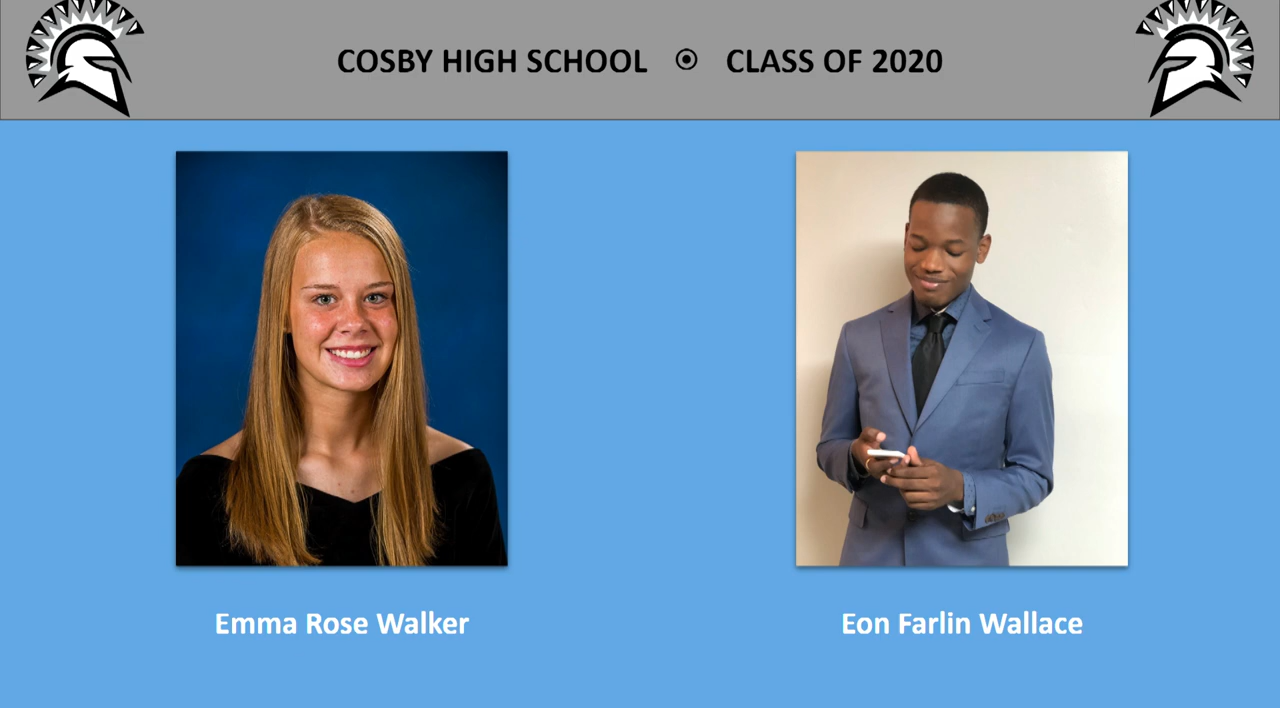 COSBY HIGH SCHOOL ⦿ CLASS OF 2020
Emma Rose Walker
Eon Farlin Wallace